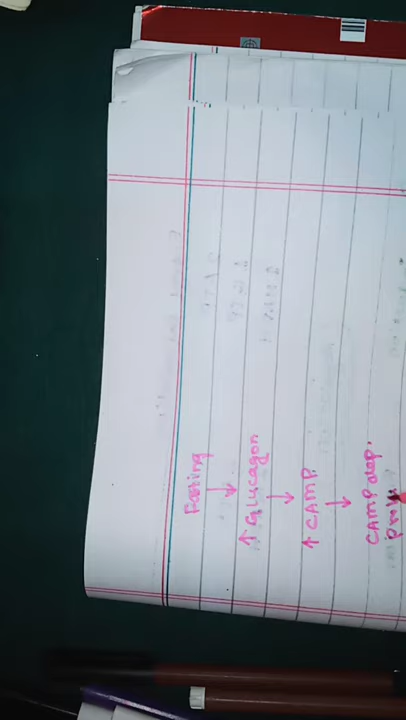 Fasting
↓
↑ Glucagon
↓
↑ CAMP
↓
CAMP dep.